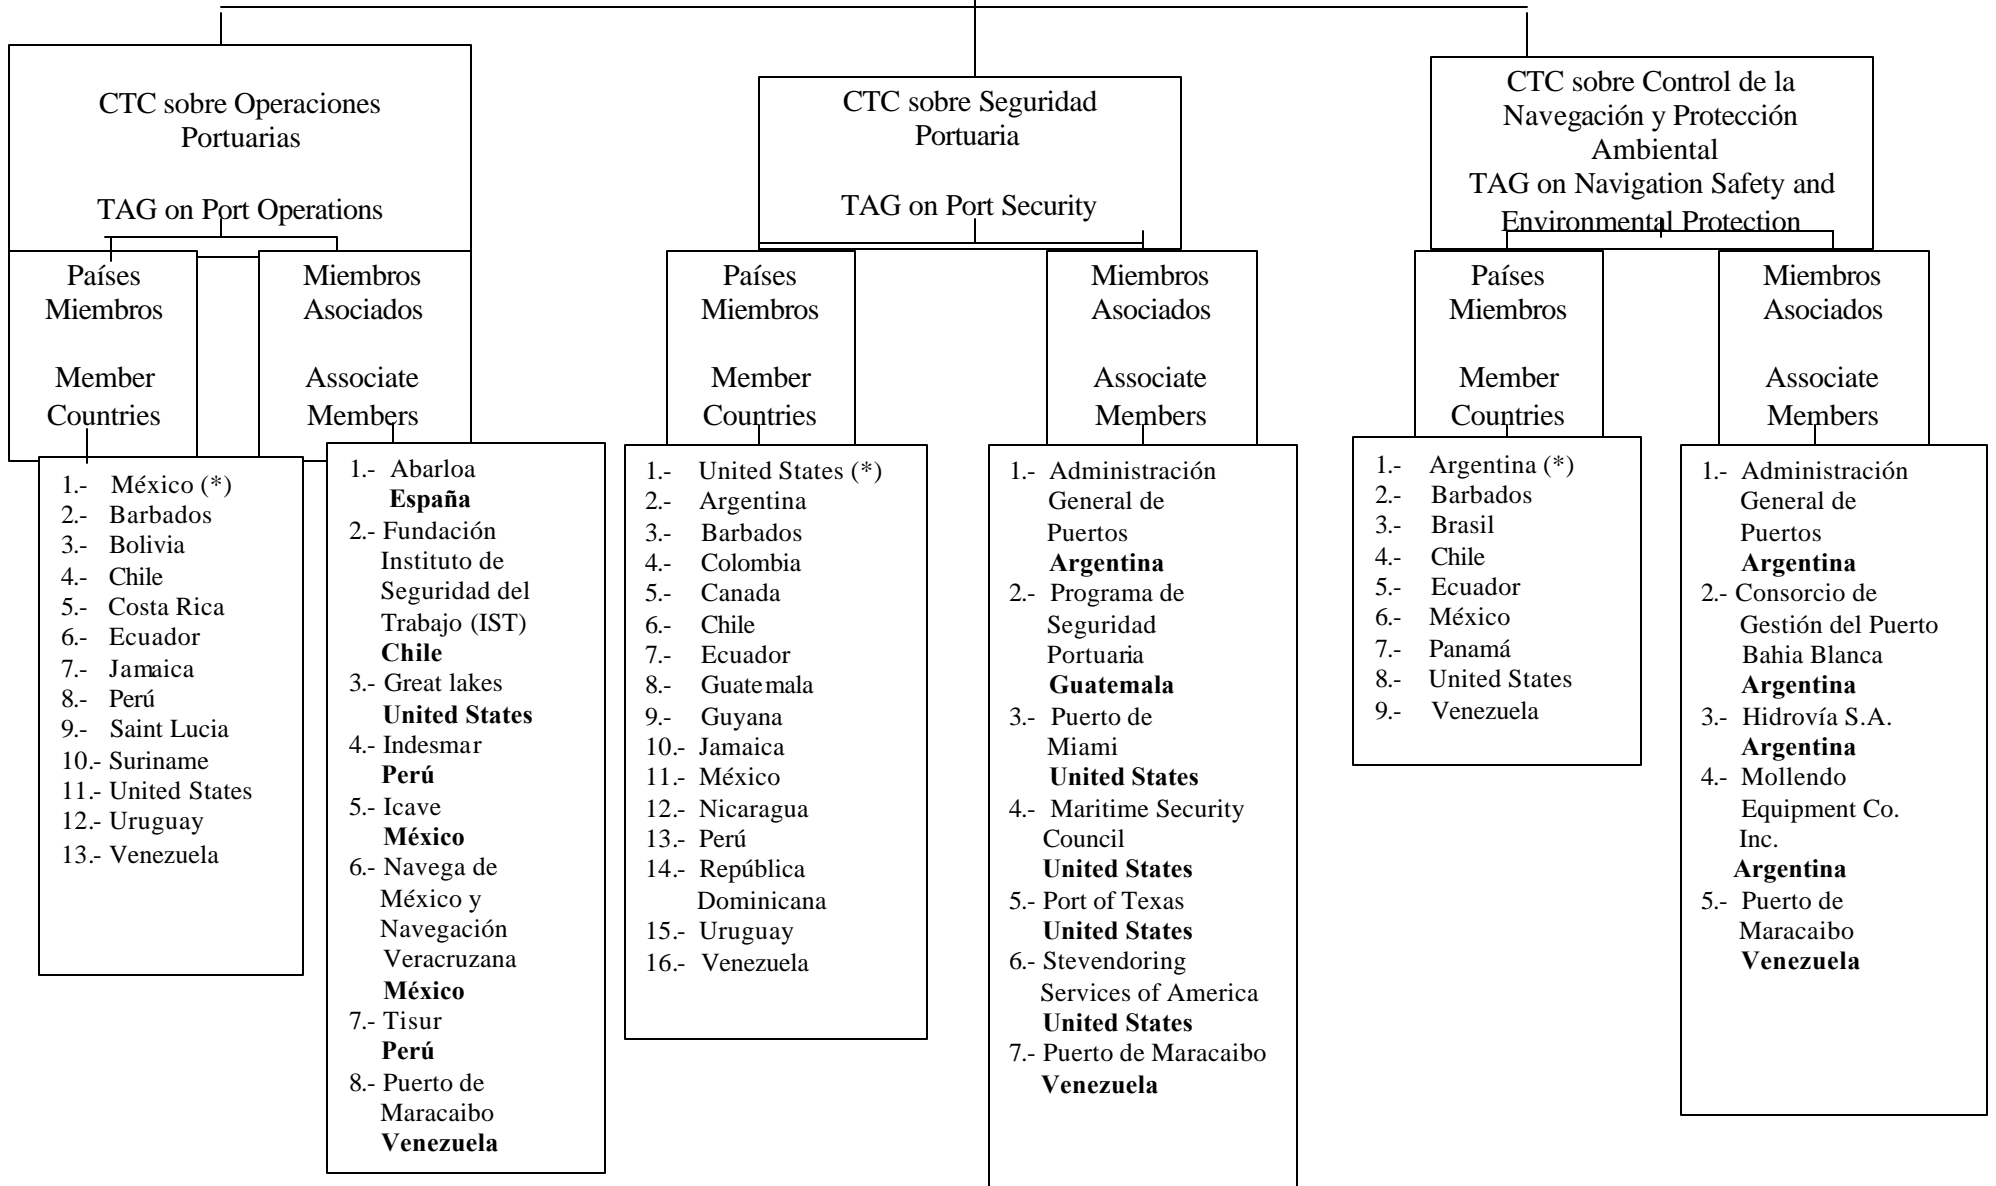 CTC sobre Operaciones
Portuarias
TAG on Port Operations
Países
Miembros
Member
Countries
1.- México (*)
2.- Barbados
3.- Bolivia
4.- Chile
5.- Costa Rica
6.- Ecuador
7.- Jamaica
8.- Perú
9.- Saint Lucia
10.- Suriname
11.- United States
12.- Uruguay
13.- Venezuela
Miembros
Asociados
Associate
Members
1.- Abarloa
España
2.- Fundación
Instituto de
Seguridad del
Trabajo (IST)
Chile
3.- Great lakes
United States
4.- Indesmar
Perú
5.- Icave
México
6.- Navega de
México y
Navegación
Veracruzana
México
7.- Tisur
Perú
8.- Puerto de
Maracaibo
Venezuela
CTC sobre Seguridad
Portuaria
TAG on Port Security
Países
Miembros
Member
Countries
1.- United States (*)
2.- Argentina
3.- Barbados
4.- Colombia
5.- Canada
6.- Chile
7.- Ecuador
8.- Guatemala
9.- Guyana
10.- Jamaica
11.- México
12.- Nicaragua
13.- Perú
14.- República
Dominicana
15.- Uruguay
16.- Venezuela
Miembros
Asociados
Associate
Members
1.- Administración
General de
Puertos
Argentina
2.- Programa de
Seguridad
Portuaria
Guatemala
3.- Puerto de
Miami
United States
4.- Maritime Security
Council
United States
5.- Port of Texas
United States
6.- Stevendoring
Services of America
United States
7.- Puerto de Maracaibo
Venezuela
CTC sobre Control de la
Navegación y Protección
Ambiental
TAG on Navigation Safety and
Environmental Protection
Países
Miembros
Member
Countries
1.- Argentina (*)
2.- Barbados
3.- Brasil
4.- Chile
5.- Ecuador
6.- México
7.- Panamá
8.- United States
9.- Venezuela
Miembros
Asociados
Associate
Members
1.- Administración
General de
Puertos
Argentina
2.- Consorcio de
Gestión del Puerto
Bahia Blanca
Argentina
3.- Hidrovía S.A.
Argentina
4.- Mollendo
Equipment Co.
Inc.
Argentina
5.- Puerto de
Maracaibo
Venezuela